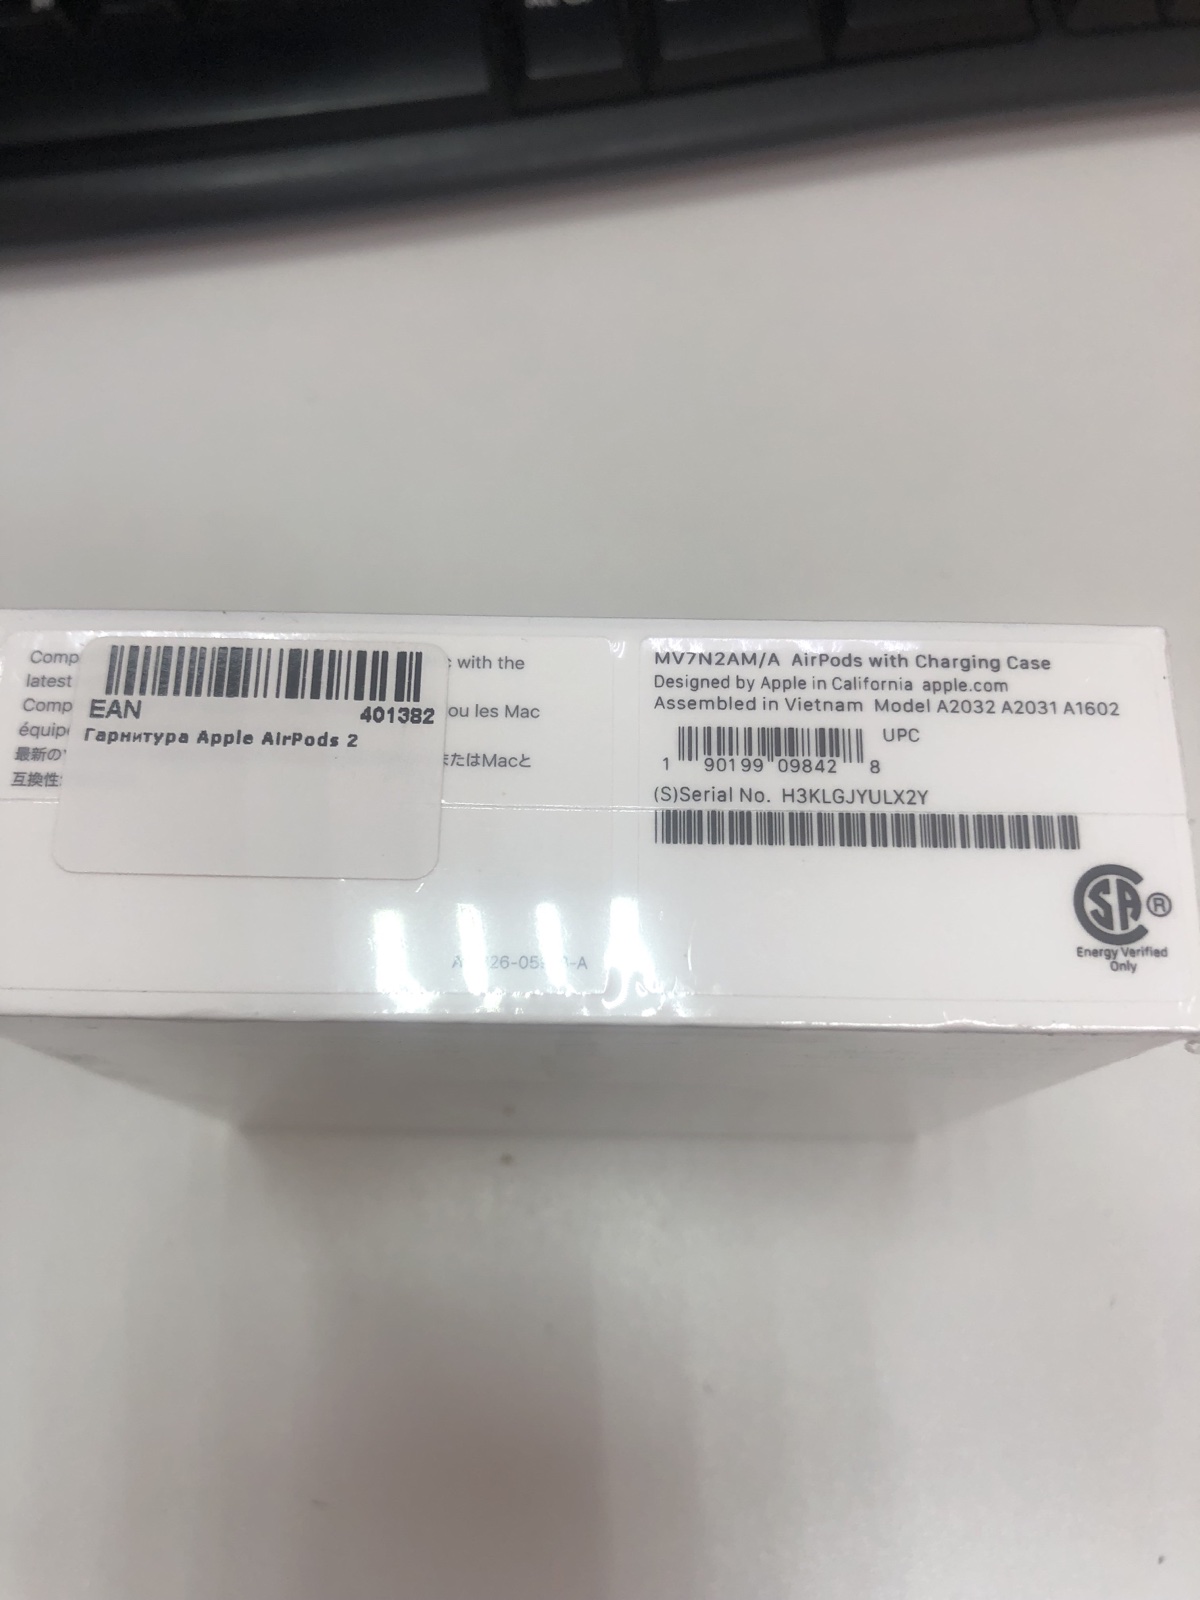 Comp
latest
Comp
équip
最新の
互換性
with the
ou les Mac
またはMacと
EAN
401382
Гарнитура Apple AirPods 2
MV7N2AM/A AirPods with Charging Case
Designed by Apple in California apple.com
Assembled in Vietnam Model A2032 A2031 A1602
UPC
1 90199 09842 8
(S)Serial No. H3KLGJYULX2Y
SA ®
Energy Verified
Only